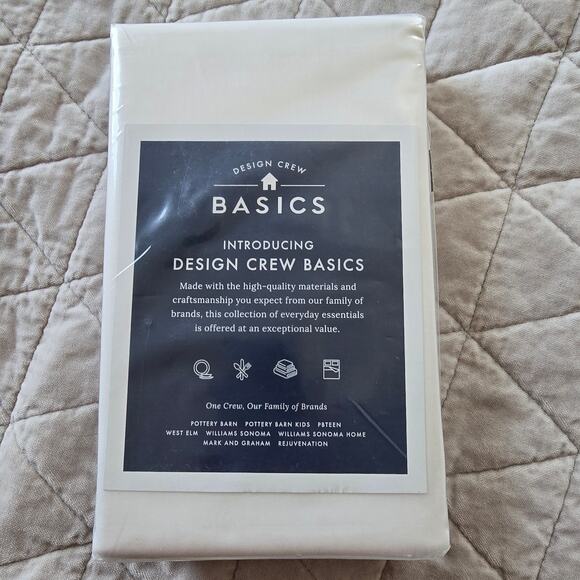 DESIGN CREW
BASICS
INTRODUCING
DESIGN CREW BASICS
Made with the high-quality materials and
craftsmanship you expect from our family of
brands, this collection of everyday essentials
is offered at an exceptional value.
One Crew, Our Family of Brands
POTTERY BARN POTTERY BARN KIDS PBTEEN
WEST ELM WILLIAMS SONOMA WILLIAMS SONOMA HOME
MARK AND GRAHAM REJUVENATION